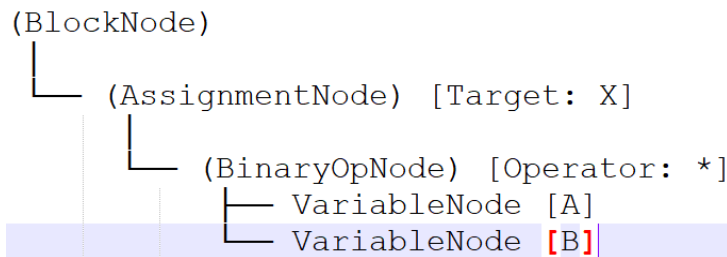 (BlockNode)
(AssignmentNode) [Target: X]
(BinaryOpNode) [Operator: *]
VariableNode [A]
VariableNode [B]